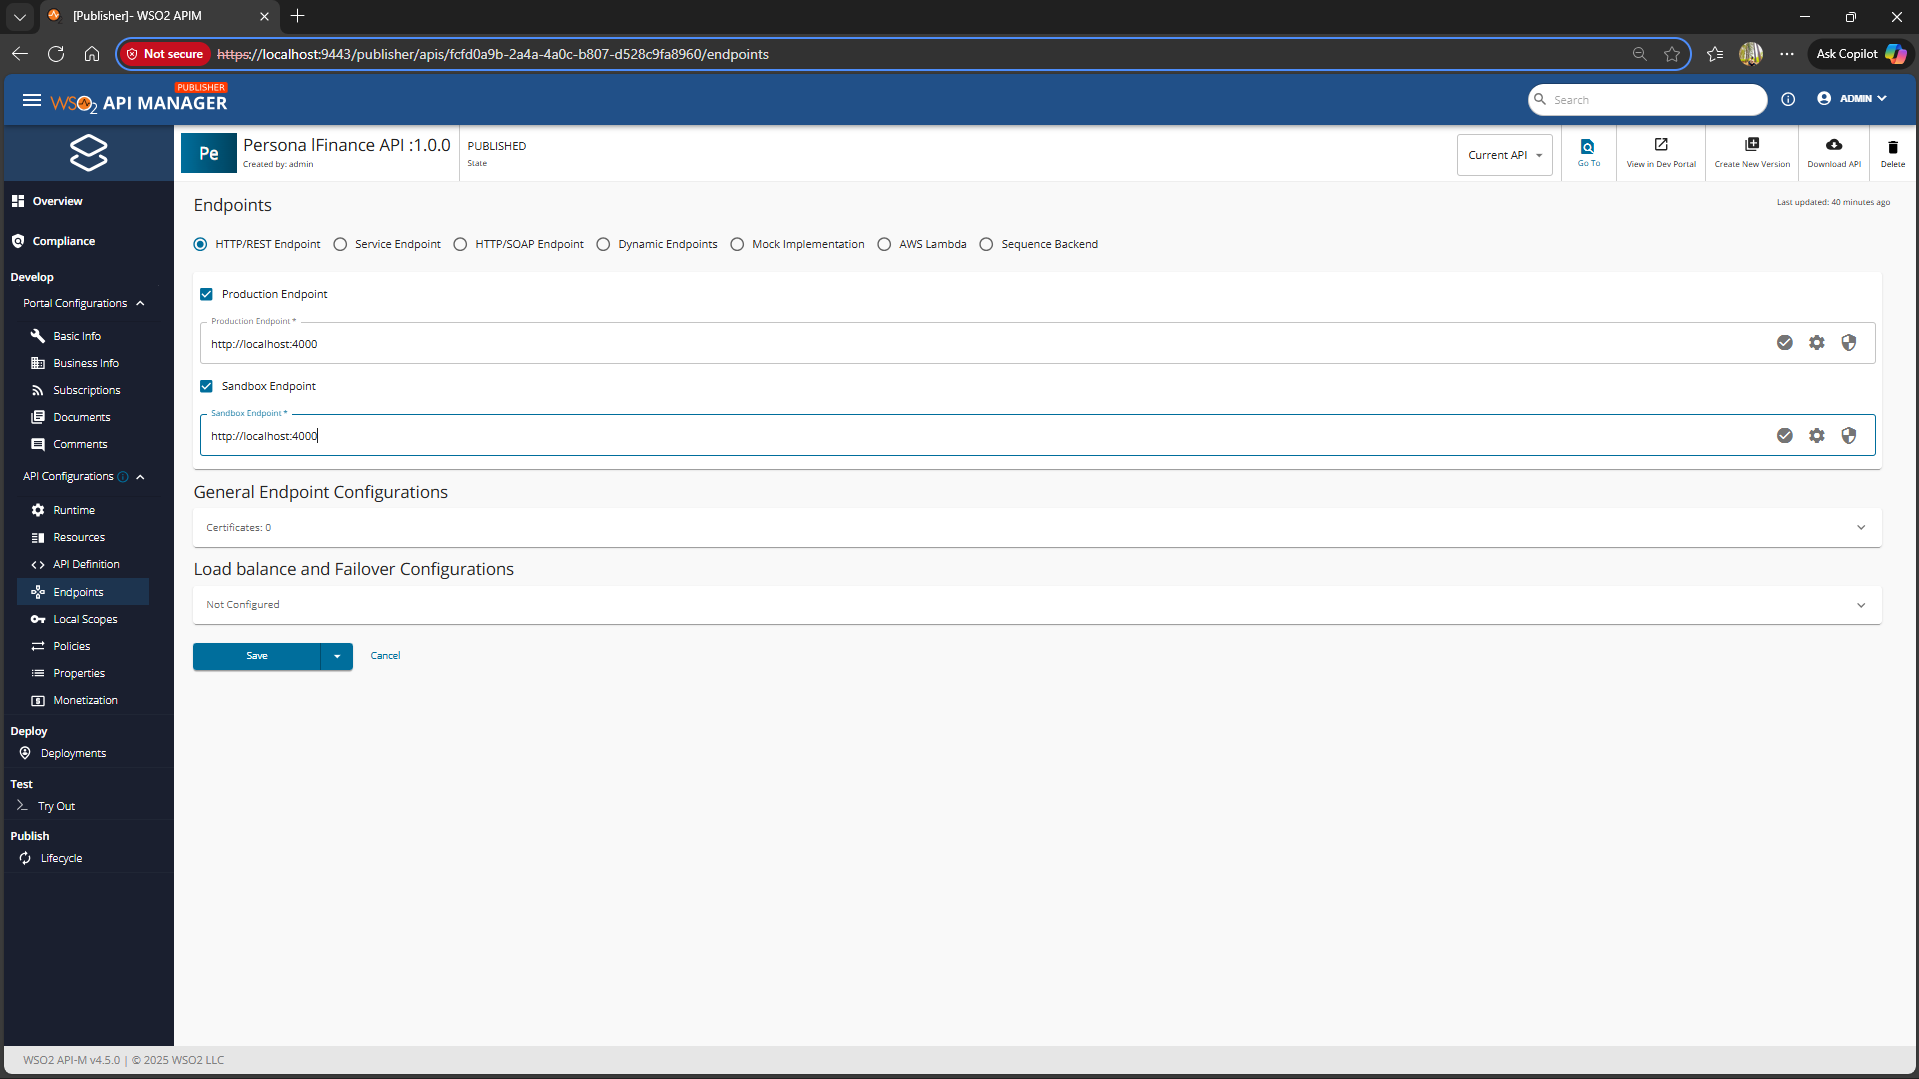 [Publisher]- WSO2 APIM
Not secure https://localhost:9443/publisher/apis/fcfd0a9b-2a4a-4a0c-b807-d528c9fa8960/endpoints
Ask Copilot
PUBLISHER
WSO2 API MANAGER
Search
ADMIN
Pe
Persona lFinance API :1.0.0
Created by: admin
PUBLISHED
State
Current API
Go To
View in Dev Portal
Create New Version
Download API
Delete
Overview
Compliance
Develop
Portal Configurations
Basic Info
Business Info
Subscriptions
Documents
Comments
API Configurations
Runtime
Resources
API Definition
Endpoints
Local Scopes
Policies
Properties
Monetization
Deploy
Deployments
Test
Try Out
Publish
Lifecycle
Endpoints
Last updated: 40 minutes ago
HTTP/REST Endpoint Service Endpoint HTTP/SOAP Endpoint Dynamic Endpoints Mock Implementation AWS Lambda Sequence Backend
Production Endpoint
Production Endpoint *
http://localhost:4000
Sandbox Endpoint
Sandbox Endpoint *
http://localhost:4000
General Endpoint Configurations
Certificates: 0
Load balance and Failover Configurations
Not Configured
Save
Cancel
WSO2 API-M v4.5.0 | © 2025 WSO2 LLC